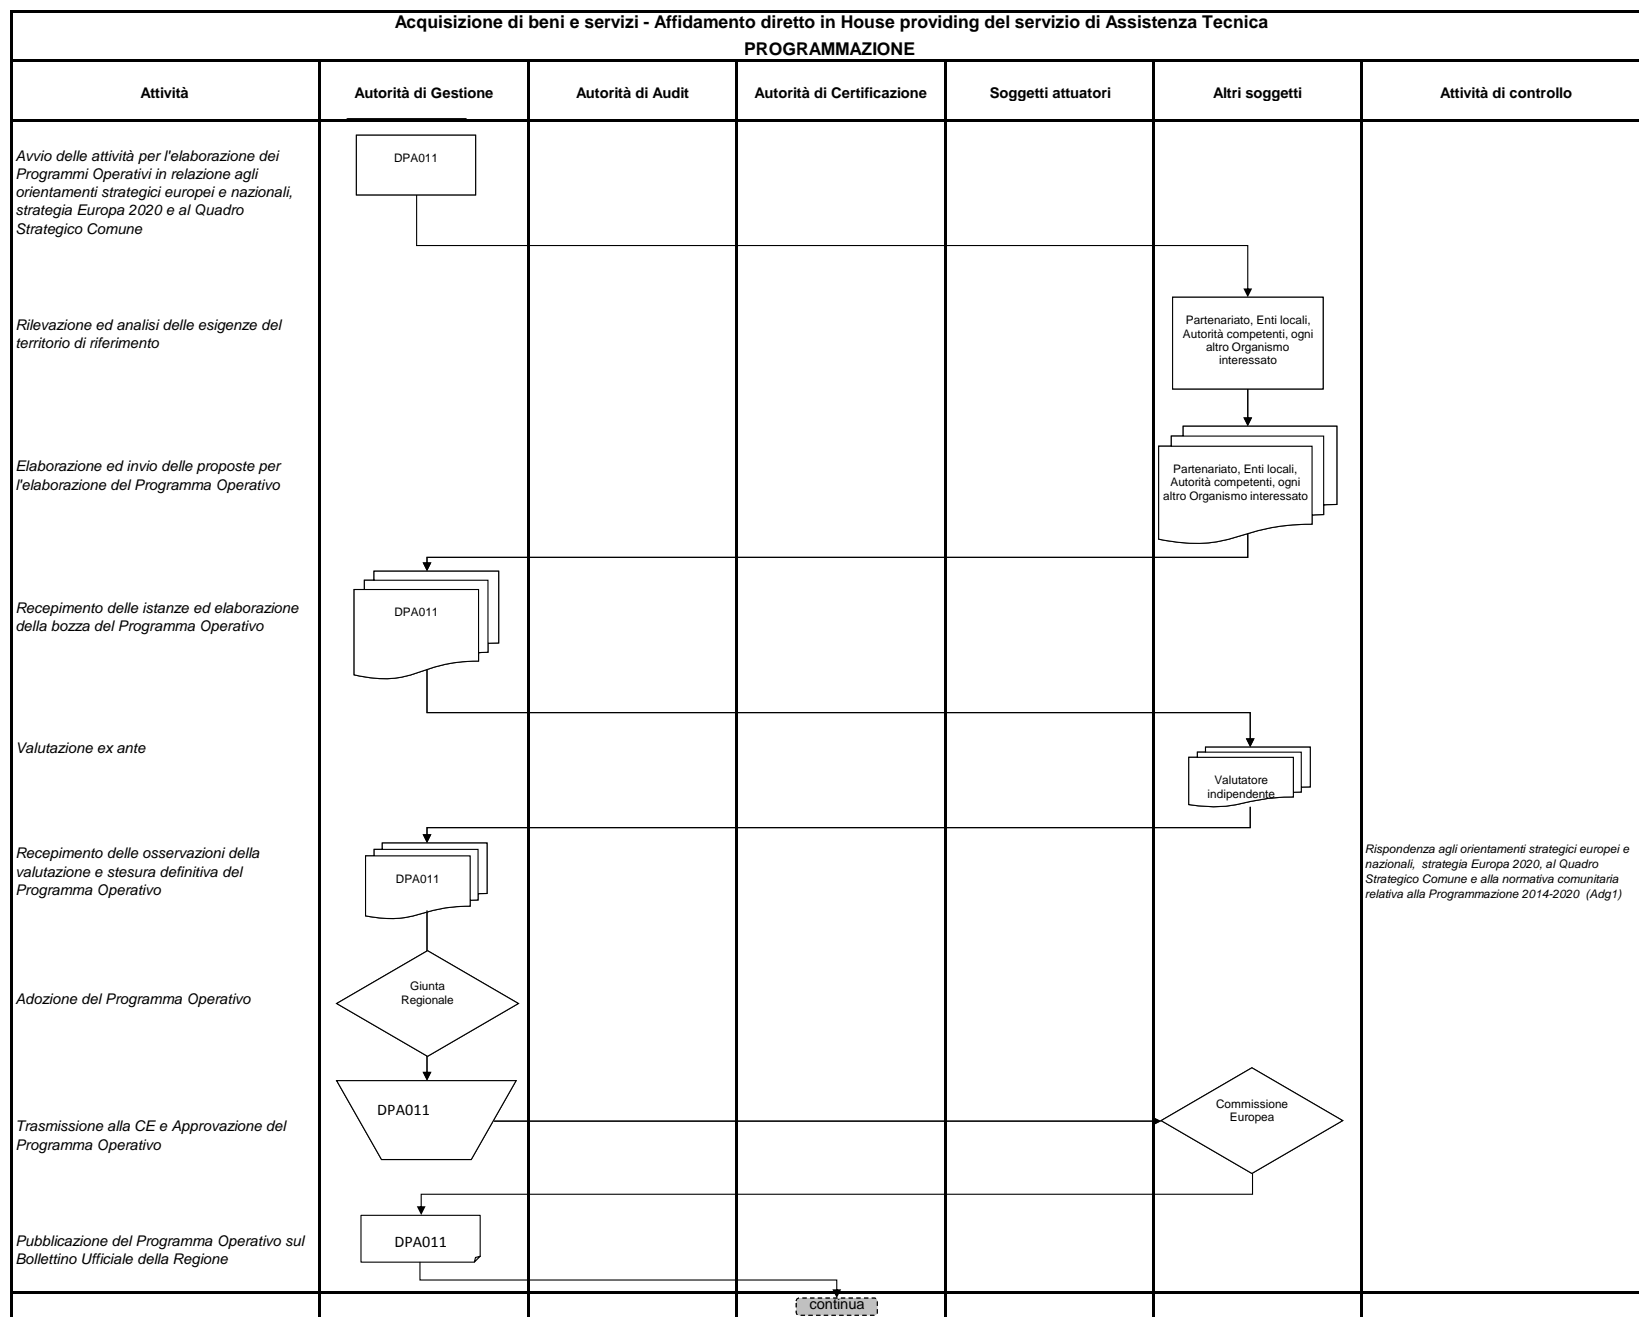 Acquisizione di beni e servizi - Affidamento diretto in House providing del servizio di Assistenza Tecnica
PROGRAMMAZIONE
Attività
Autorità di Gestione
Autorità di Audit
Autorità di Certificazione
Soggetti attuatori
Altri soggetti
Attività di controllo
Avvio delle attività per l'elaborazione dei
Programmi Operativi in relazione agli
orientamenti strategici europei e nazionali,
strategia Europa 2020 e al Quadro
Strategico Comune
DPA011
Rilevazione ed analisi delle esigenze del
territorio di riferimento
Partenariato, Enti locali,
Autorità competenti, ogni
altro Organismo
interessato
Elaborazione ed invio delle proposte per
l'elaborazione del Programma Operativo
Partenariato, Enti locali,
Autorità competenti, ogni
altro Organismo interessato
Recepimento delle istanze ed elaborazione
della bozza del Programma Operativo
DPA011
Valutazione ex ante
Valutatore
indipendente
Recepimento delle osservazioni della
valutazione e stesura definitiva del
Programma Operativo
DPA011
Rispondenza agli orientamenti strategici europei e
nazionali, strategia Europa 2020, al Quadro
Strategico Comune e alla normativa comunitaria
relativa alla Programmazione 2014-2020 (Adg1)
Adozione del Programma Operativo
Giunta
Regionale
Trasmissione alla CE e Approvazione del
Programma Operativo
DPA011
Commissione
Europea
Pubblicazione del Programma Operativo sul
Bollettino Ufficiale della Regione
DPA011
continua